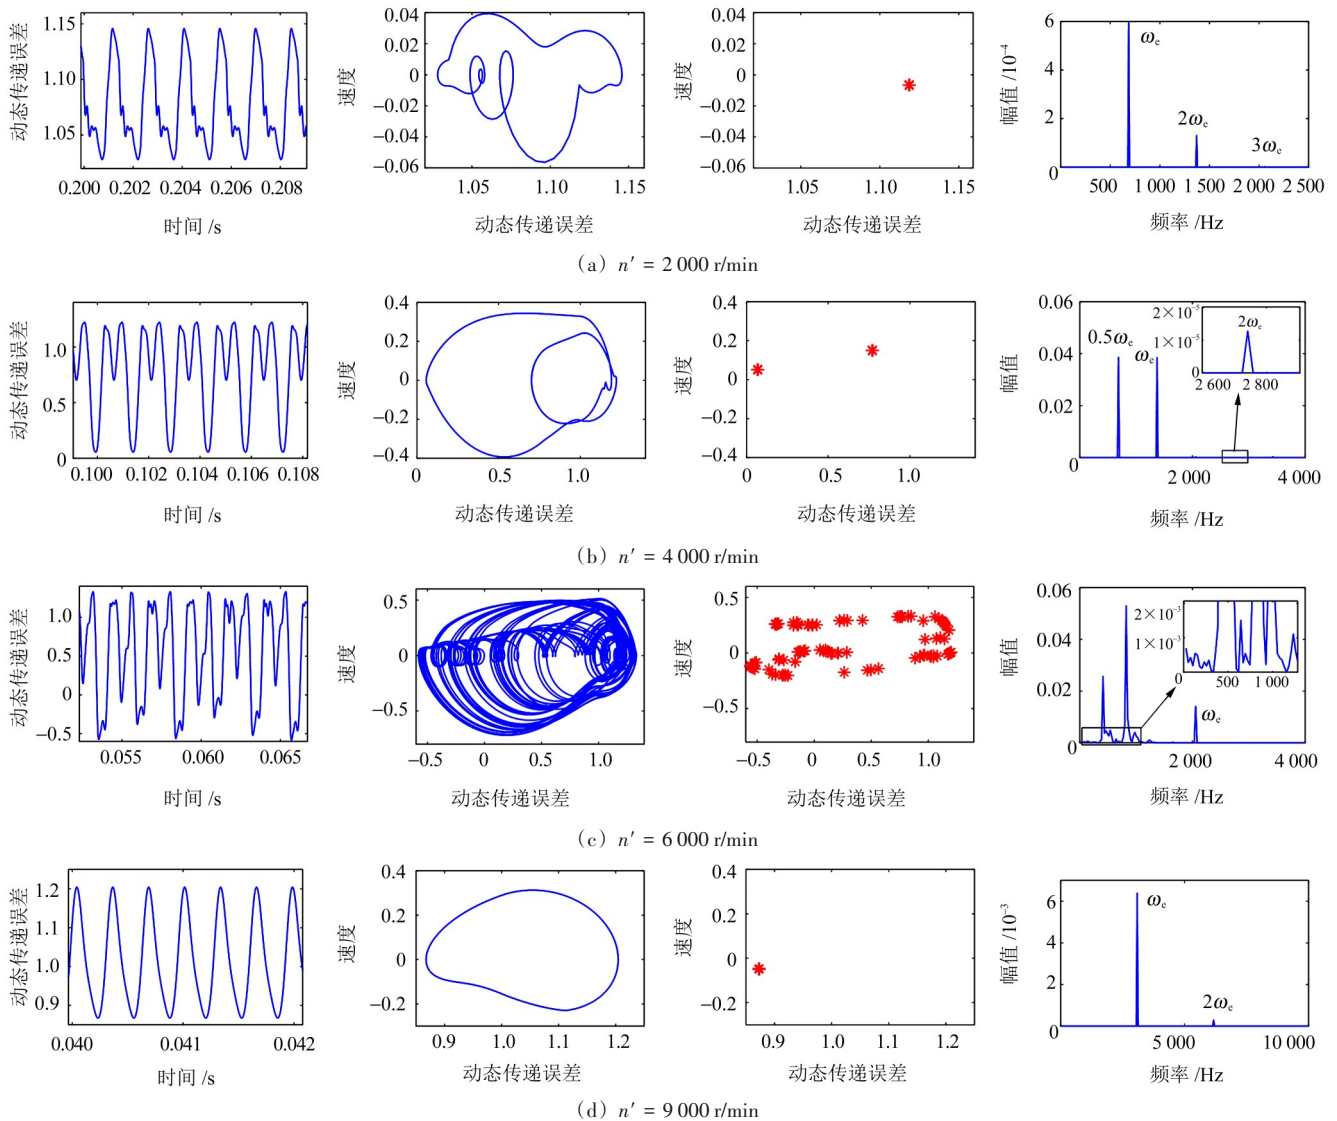 1.15
1.10
1.05
动态传递误差
0.200 0.202 0.204 0.206 0.208
时间 /s
0.04
0.02
0
−0.02
−0.04
0.06
速度
1.05 1.10 1.15
动态传递误差
0.04
0.02
0
−0.02
−0.04
0.06
速度
1.05 1.10 1.15
动态传递误差
6
4
2
0
幅值 /10⁻⁴
ωe
2ωe
3ωe
500 1 000 1 500 2 000 2 500
频率 /Hz
(a) n′ = 2 000 r/min
1.0
0.5
0
动态传递误差
0.100 0.102 0.104 0.106 0.108
时间 /s
0.4
0.2
0
−0.2
−0.4
速度
0 0.5 1.0
动态传递误差
0.4
0.2
0
−0.2
−0.4
速度
0 0.5 1.0
动态传递误差
0.06
0.04
0.02
0
幅值
0.5ωe
ωe
2×10⁻⁵
1×10⁻⁵
0
2ωe
2 600 2 800
2 000 4 000
频率 /Hz
(b) n′ = 4 000 r/min
1.0
0.5
0
−0.5
动态传递误差
0.055 0.060 0.065
时间 /s
0.5
0
−0.5
速度
−0.5 0 0.5 1.0
动态传递误差
0.5
0
−0.5
速度
−0.5 0 0.5 1.0
动态传递误差
0.06
0.04
0.02
0
幅值
2×10⁻³
1×10⁻³
0 500 1 000
ωe
2 000 4 000
频率 /Hz
(c) n′ = 6 000 r/min
1.2
1.1
1.0
0.9
动态传递误差
0.040 0.041 0.042
时间 /s
0.4
0.2
0
−0.2
速度
0.9 1.0 1.1 1.2
动态传递误差
0.4
0.2
0
−0.2
速度
0.9 1.0 1.1 1.2
动态传递误差
6
4
2
0
幅值 /10⁻³
ωe
2ωe
5 000 10 000
频率 /Hz
(d) n′ = 9 000 r/min